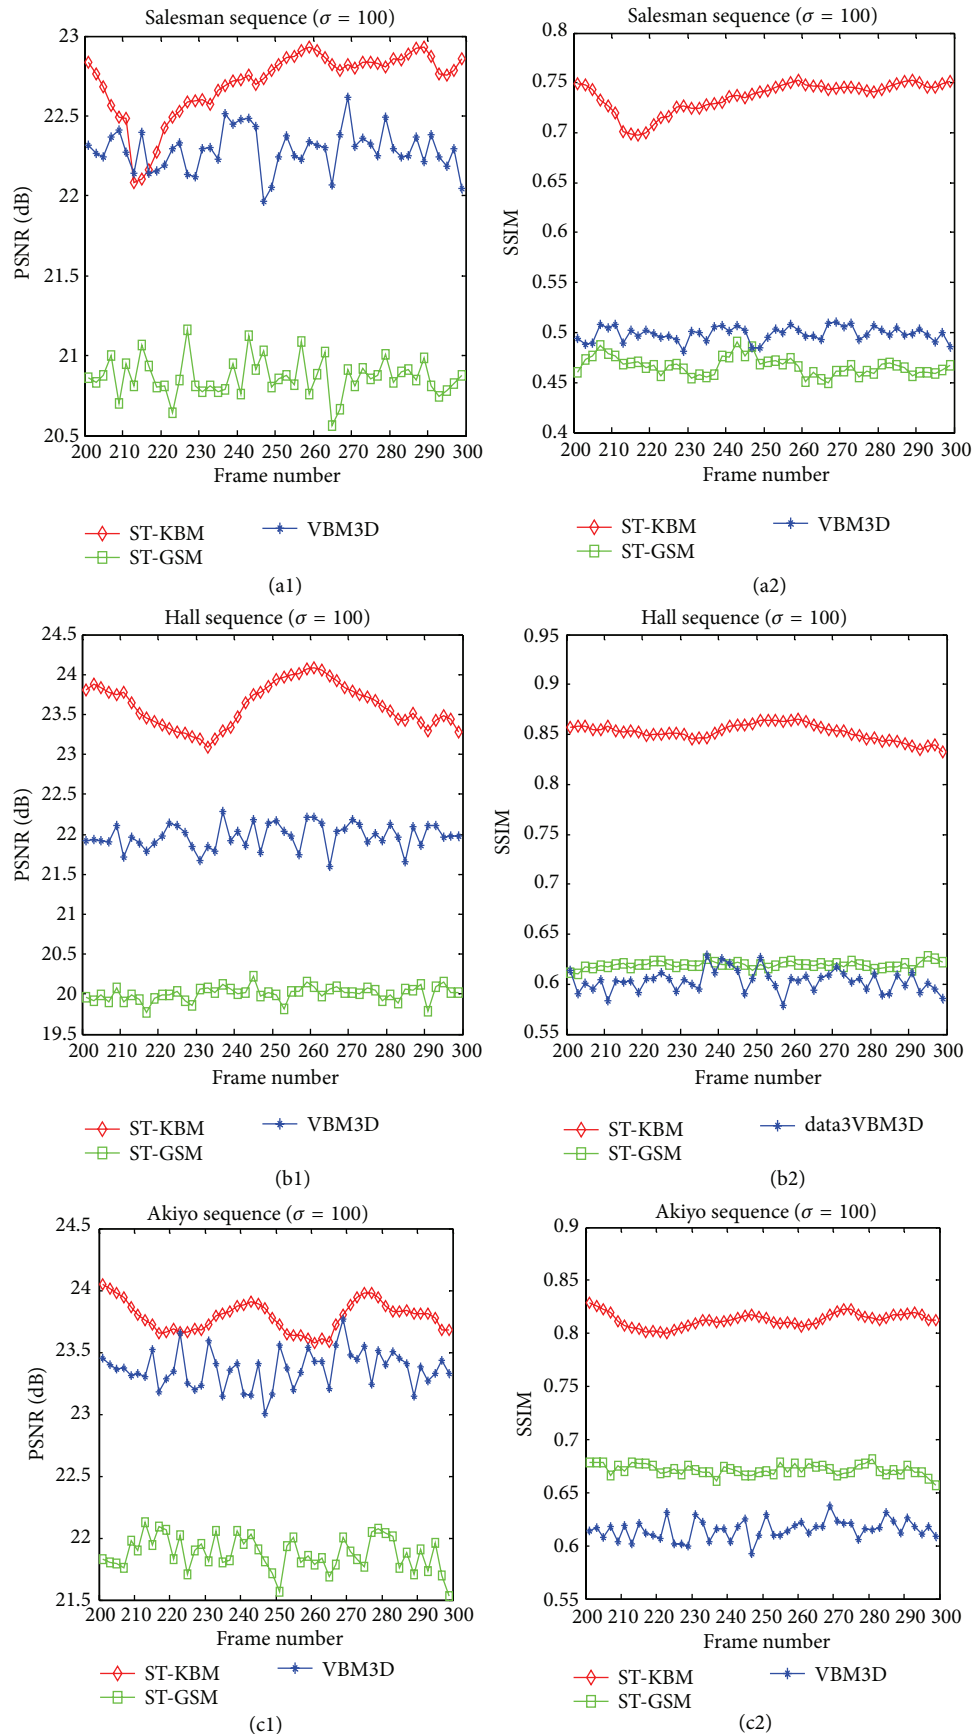 Salesman sequence (σ = 100)
23
22.5
22
21.5
21
20.5
PSNR (dB)
200 210 220 230 240 250 260 270 280 290 300
Frame number
ST-KBM
ST-GSM
VBM3D
(a1)
Salesman sequence (σ = 100)
0.8
0.75
0.7
0.65
0.6
0.55
0.5
0.45
0.4
SSIM
200 210 220 230 240 250 260 270 280 290 300
Frame number
ST-KBM
ST-GSM
VBM3D
(a2)
Hall sequence (σ = 100)
24.5
24
23.5
23
22.5
22
21.5
21
20.5
20
19.5
PSNR (dB)
200 210 220 230 240 250 260 270 280 290 300
Frame number
ST-KBM
ST-GSM
VBM3D
(b1)
Hall sequence (σ = 100)
0.95
0.9
0.85
0.8
0.75
0.7
0.65
0.6
0.55
SSIM
200 210 220 230 240 250 260 270 280 290 300
Frame number
ST-KBM
ST-GSM
data3VBM3D
(b2)
Akiyo sequence (σ = 100)
24.5
24
23.5
23
22.5
22
21.5
PSNR (dB)
200 210 220 230 240 250 260 270 280 290 300
Frame number
ST-KBM
ST-GSM
VBM3D
(c1)
Akiyo sequence (σ = 100)
0.9
0.85
0.8
0.75
0.7
0.65
0.6
0.55
SSIM
200 210 220 230 240 250 260 270 280 290 300
Frame number
ST-KBM
ST-GSM
VBM3D
(c2)